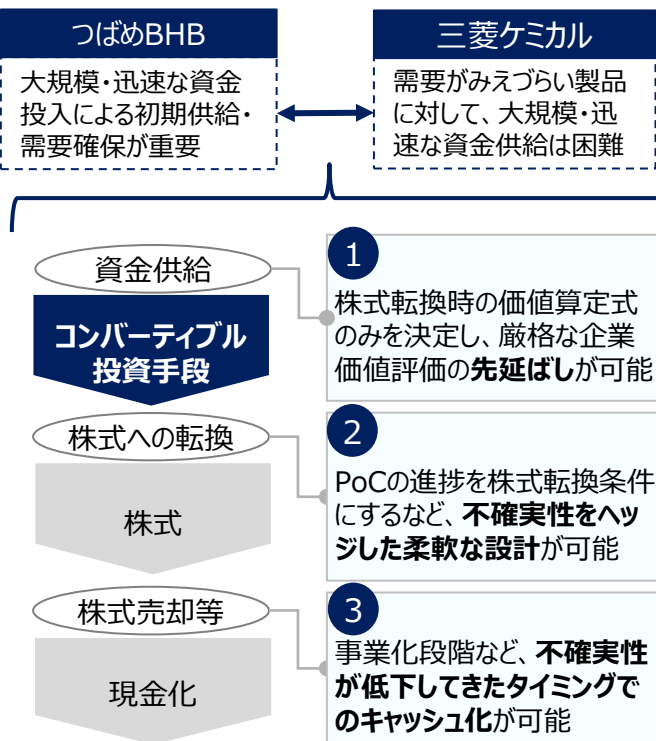 つばめBHB
大規模・迅速な資金
投入による初期供給・
需要確保が重要
三菱ケミカル
需要がみえづらい製品
に対して、大規模・迅
速な資金供給は困難
資金供給
コンバーティブル
投資手段
1
株式転換時の価値算定式
のみを決定し、厳格な企業
価値評価の先延ばしが可能
株式への転換
株式
2
PoCの進捗を株式転換条件
にするなど、不確実性をヘッ
ジした柔軟な設計が可能
株式売却等
現金化
3
事業化段階など、不確実性
が低下してきたタイミングで
のキャッシュ化が可能